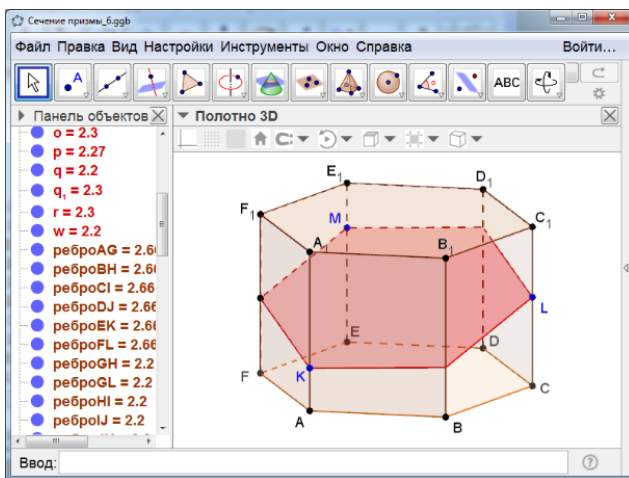 Сечение призмы_6.ggb
Файл Правка Вид Настройки Инструменты Окно Справка Войти...
A ABC
Панель объектов
Полотно 3D
o = 2.3
p = 2.27
q = 2.2
q₁ = 2.3
r = 2.3
w = 2.2
реброAG = 2.66
реброBH = 2.66
реброCI = 2.66
реброDJ = 2.66
реброEK = 2.66
реброFL = 2.66
реброGH = 2.2
реброGL = 2.2
реброHI = 2.2
реброIJ = 2.2
E₁
D₁
F₁
M
C₁
A₁
B₁
L
E
D
F
K
C
A
B
Ввод: